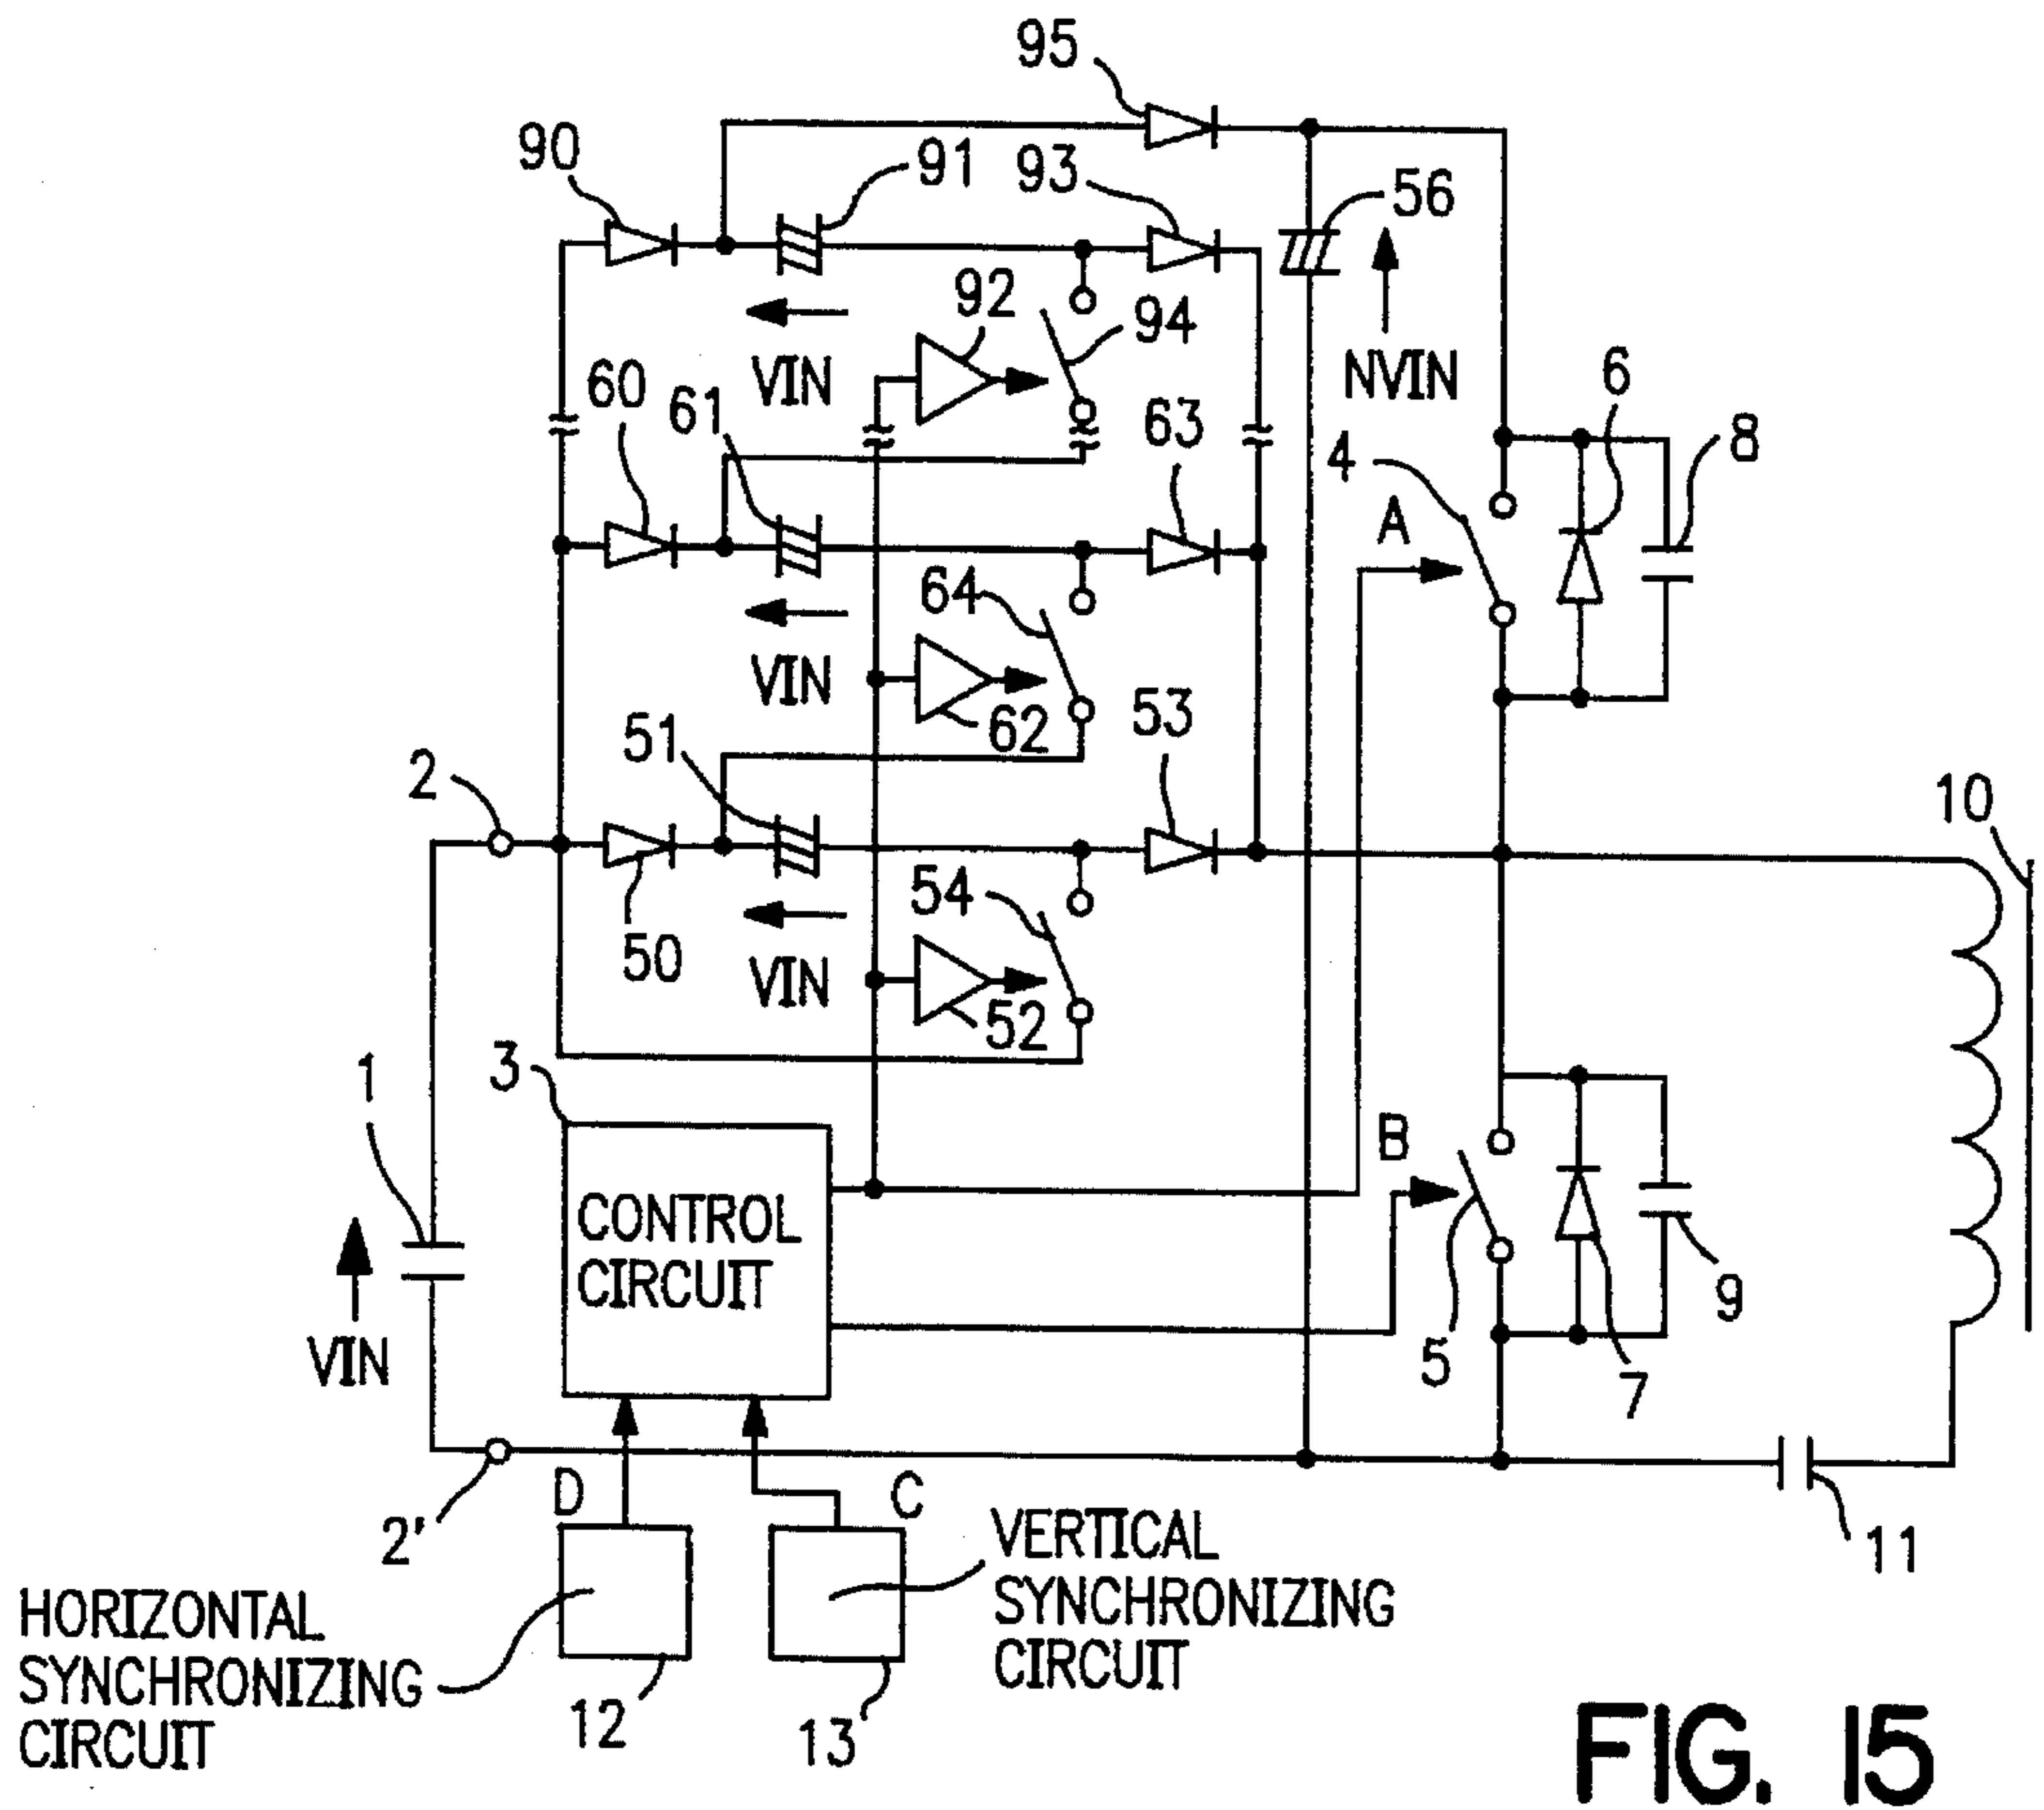 95
90
91
93
56
92
94
VIN
NVIN
60
61
63
6
4
8
A
64
VIN
62
51
53
2
10
54
50
VIN
52
3
1
B
CONTROL
CIRCUIT
9
VIN
5
7
D
C
2'
VERTICAL
SYNCHRONIZING
CIRCUIT
11
HORIZONTAL
SYNCHRONIZING
CIRCUIT
12
13
FIG. 15